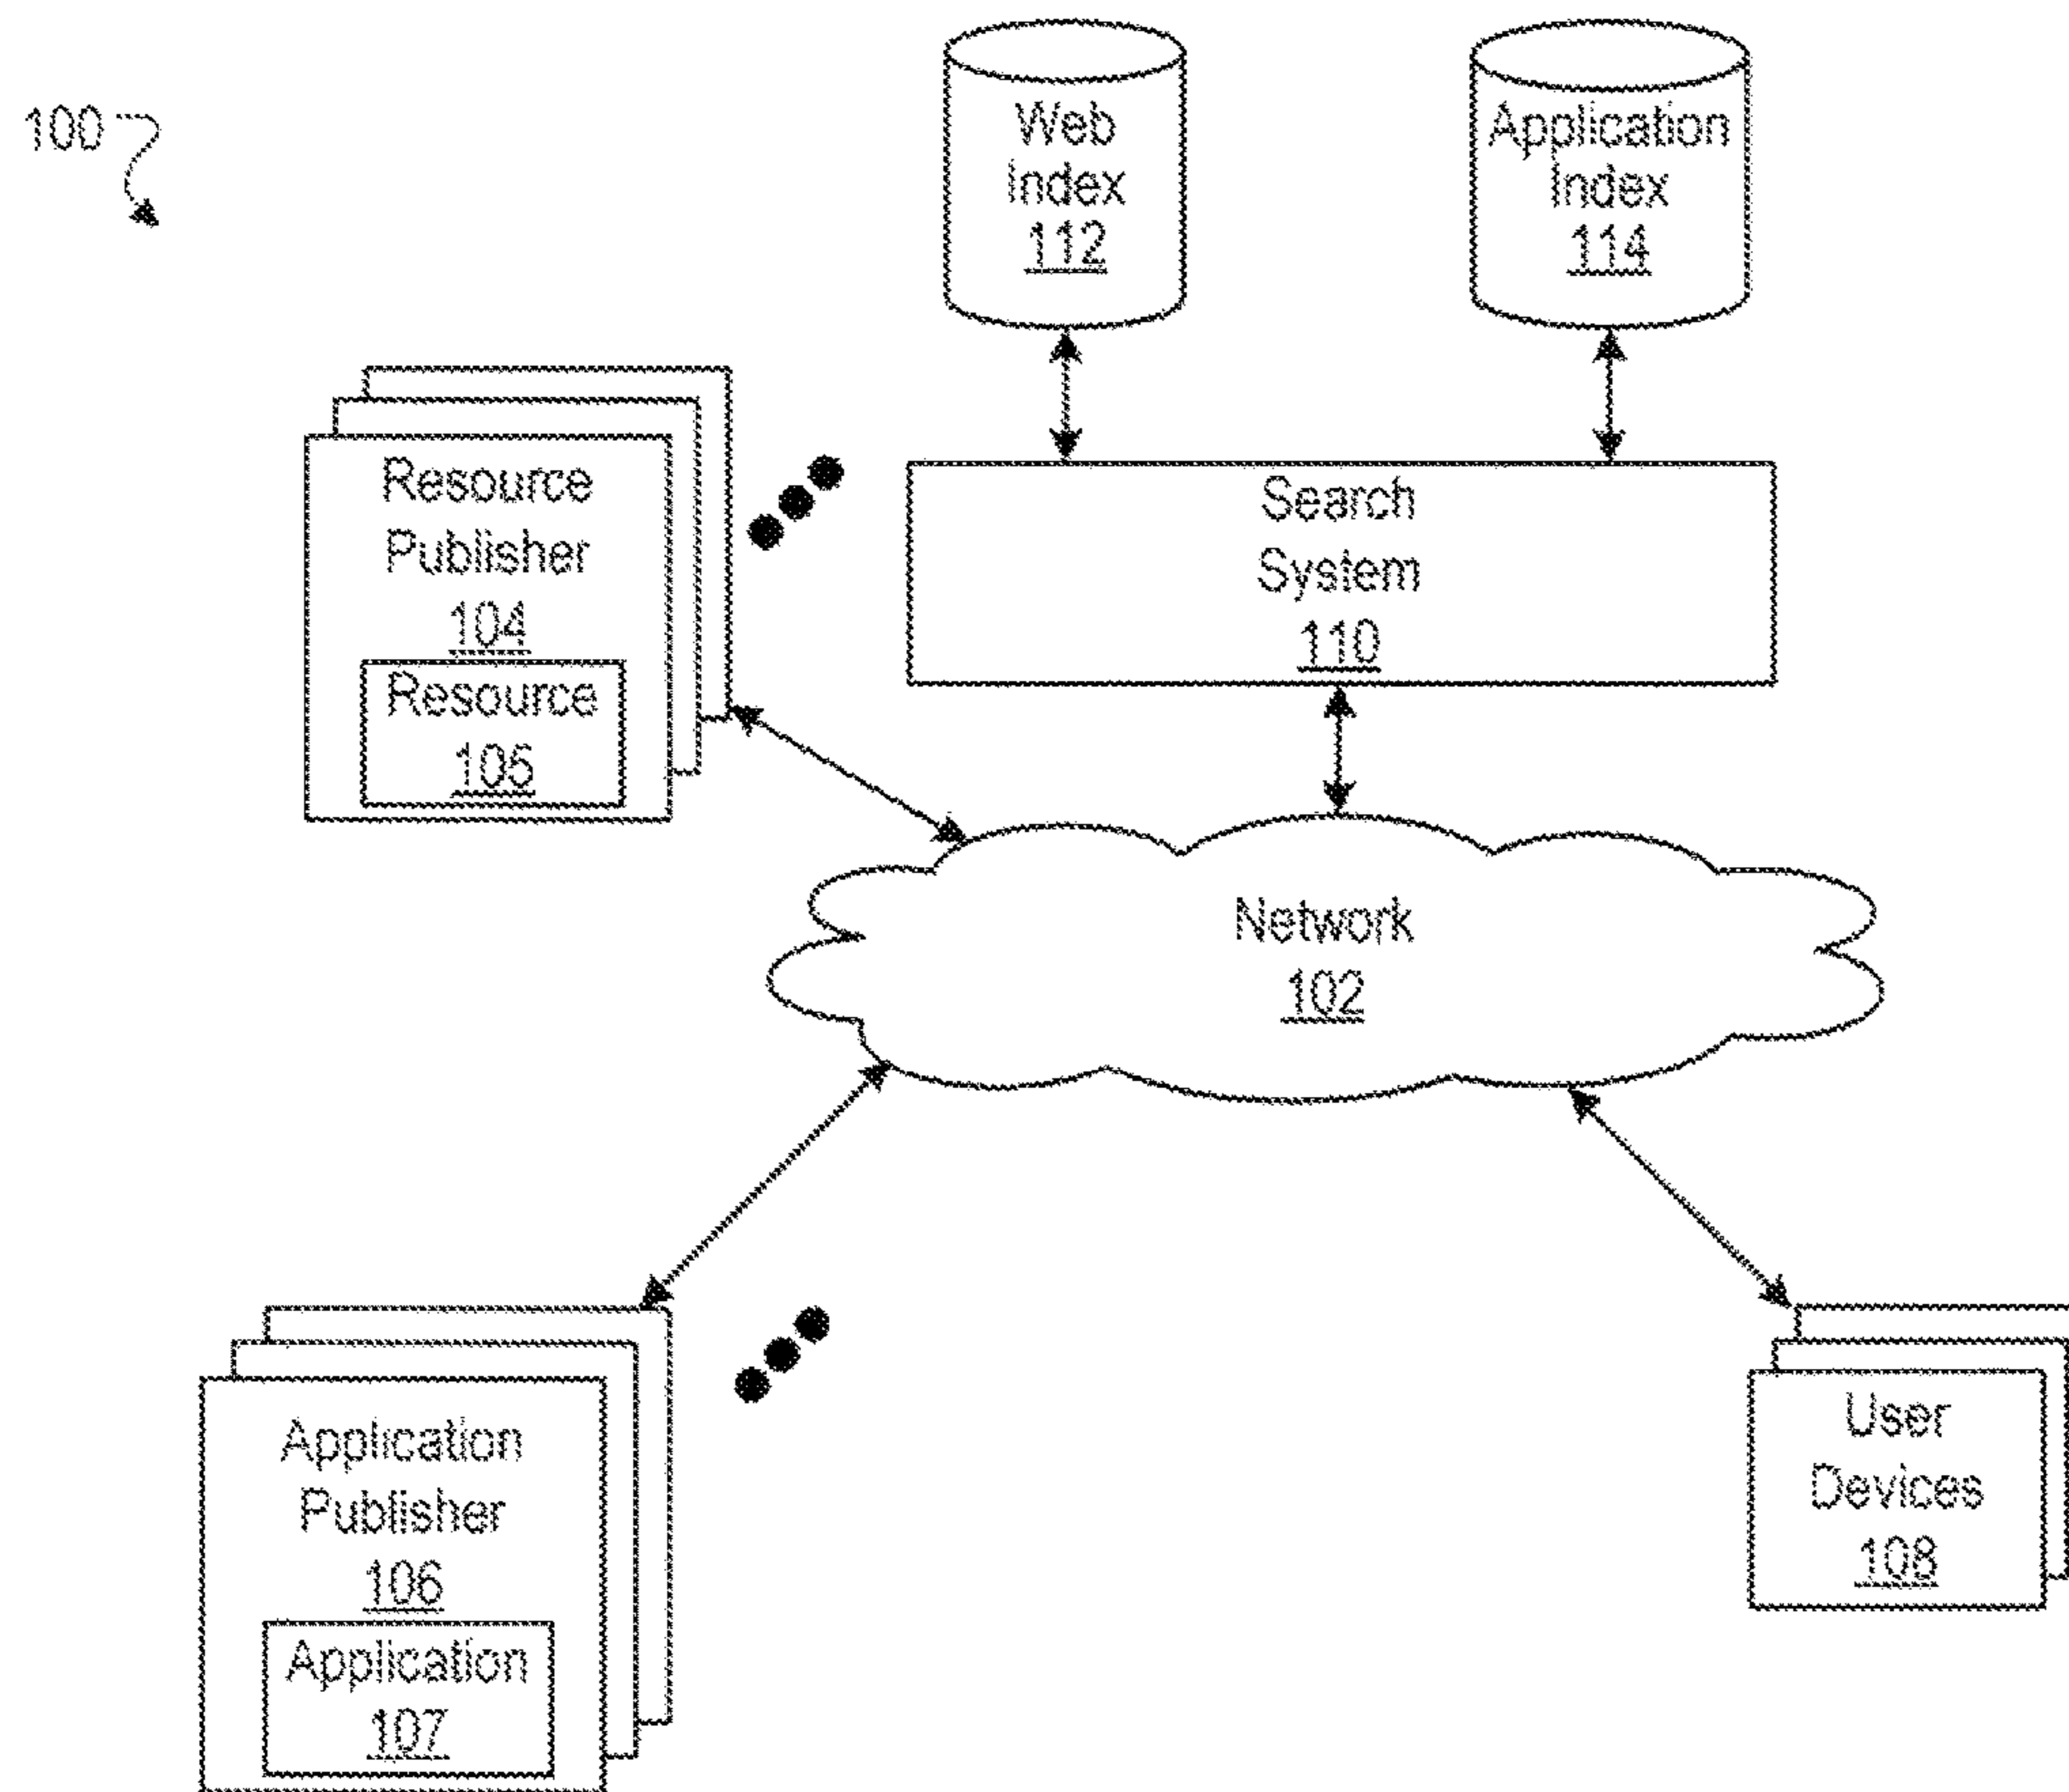 100
Web
Index
112
Application
Index
114
Resource
Publisher
104
Resource
105
Search
System
110
Network
102
Application
Publisher
106
Application
107
User
Devices
108